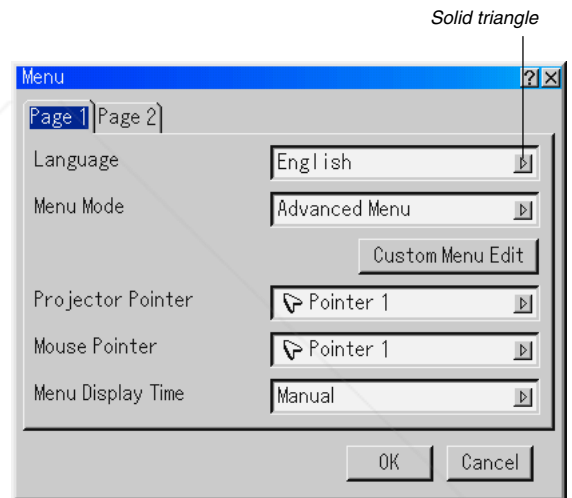 Solid triangle
Menu
Page 1 Page 2
Language English
Menu Mode Advanced Menu
Custom Menu Edit
Projector Pointer Pointer 1
Mouse Pointer Pointer 1
Menu Display Time Manual
OK Cancel